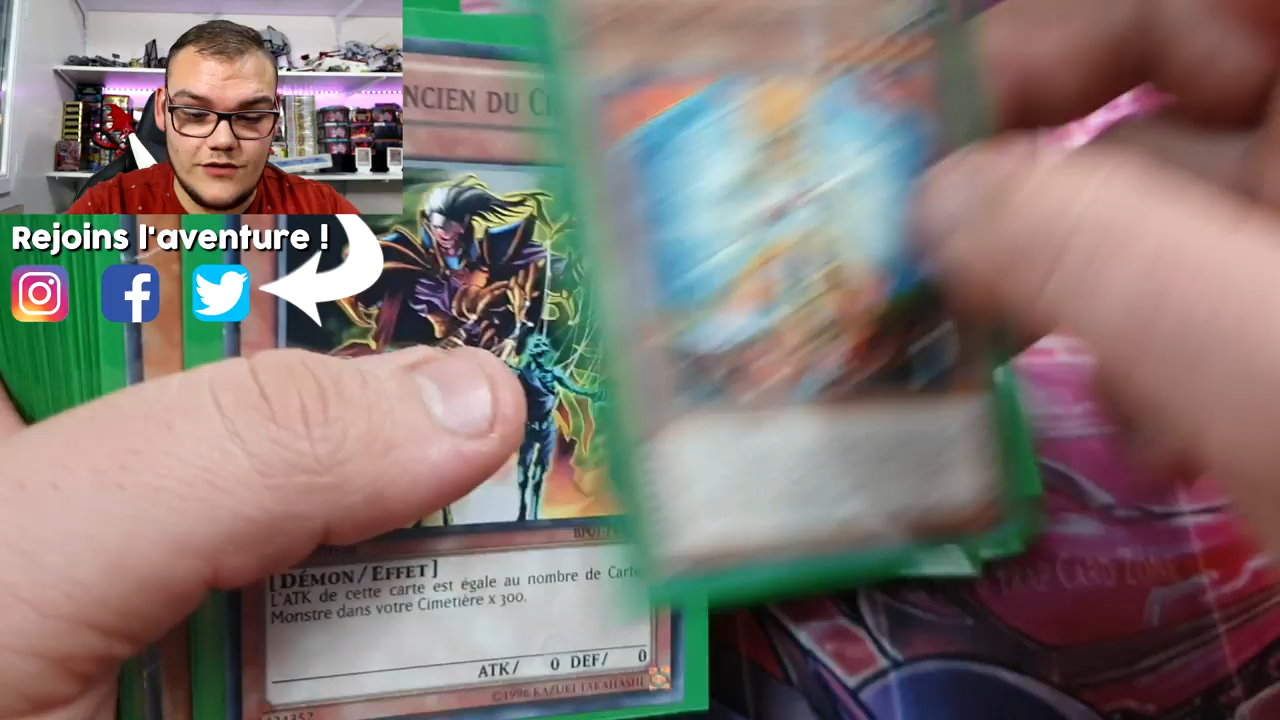 NCIEN DU C
Rejoins l'aventure !
[DÉMON/EFFET]
L'ATK de cette carte est égale au nombre de Carte
Monstre dans votre Cimetière x 300.
ATK/ 0 DEF/ 0
©1996 KAZUKI TAKAHASHI